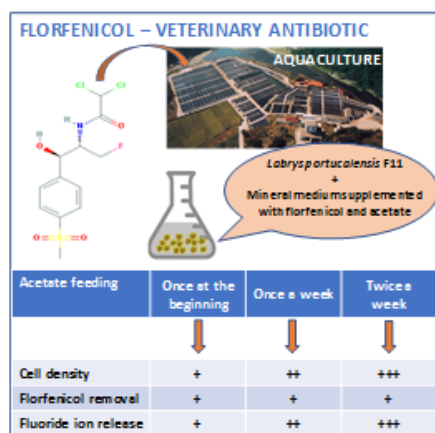 FLORFENICOL – VETERINARY ANTIBIOTIC
AQUACULTURE
Cl
Cl
H
N
O
H
O
F
O
S
O
Labrys portucalensis F11
+
Mineral medium supplemented
with florfenicol and acetate
Acetate feeding
Once at the
beginning
Once a week
Twice a
week
Cell density + ++ +++
Florfenicol removal + + +
Fluoride ion release + ++ +++